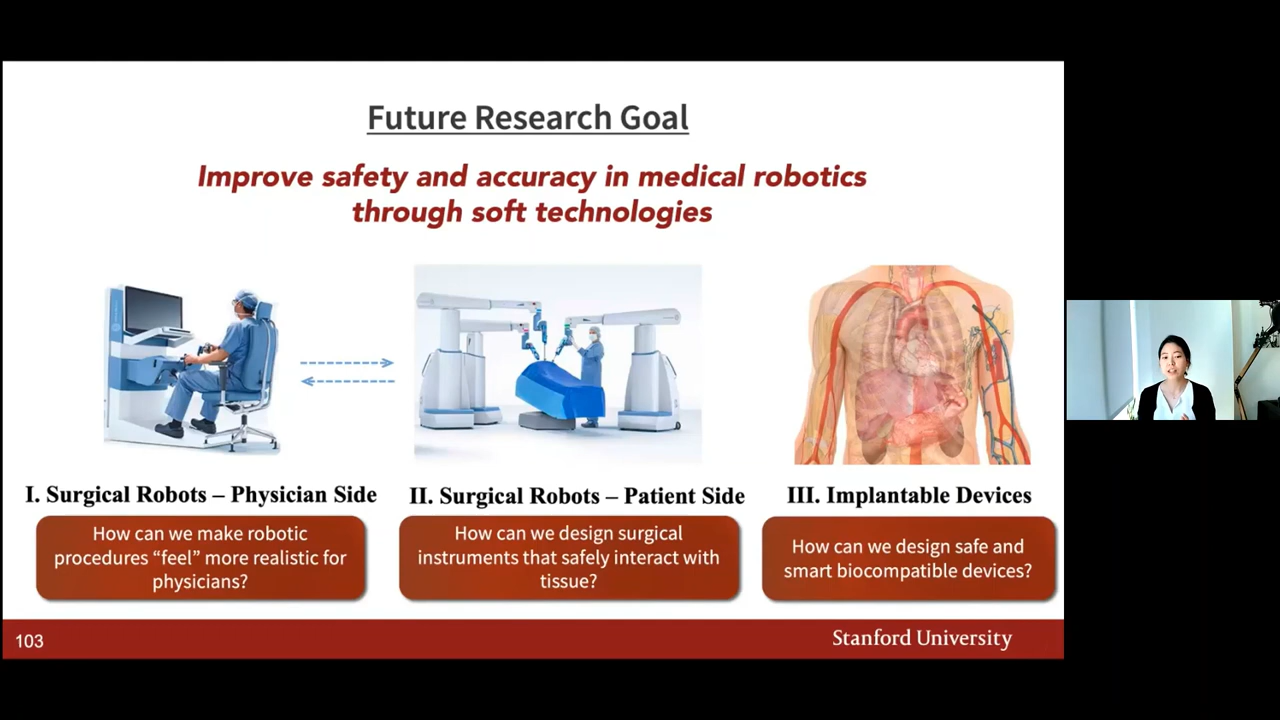 Future Research Goal
Improve safety and accuracy in medical robotics
through soft technologies
I. Surgical Robots – Physician Side
II. Surgical Robots – Patient Side
III. Implantable Devices
How can we make robotic
procedures “feel” more realistic for
physicians?
How can we design surgical
instruments that safely interact with
tissue?
How can we design safe and
smart biocompatible devices?
103
Stanford University